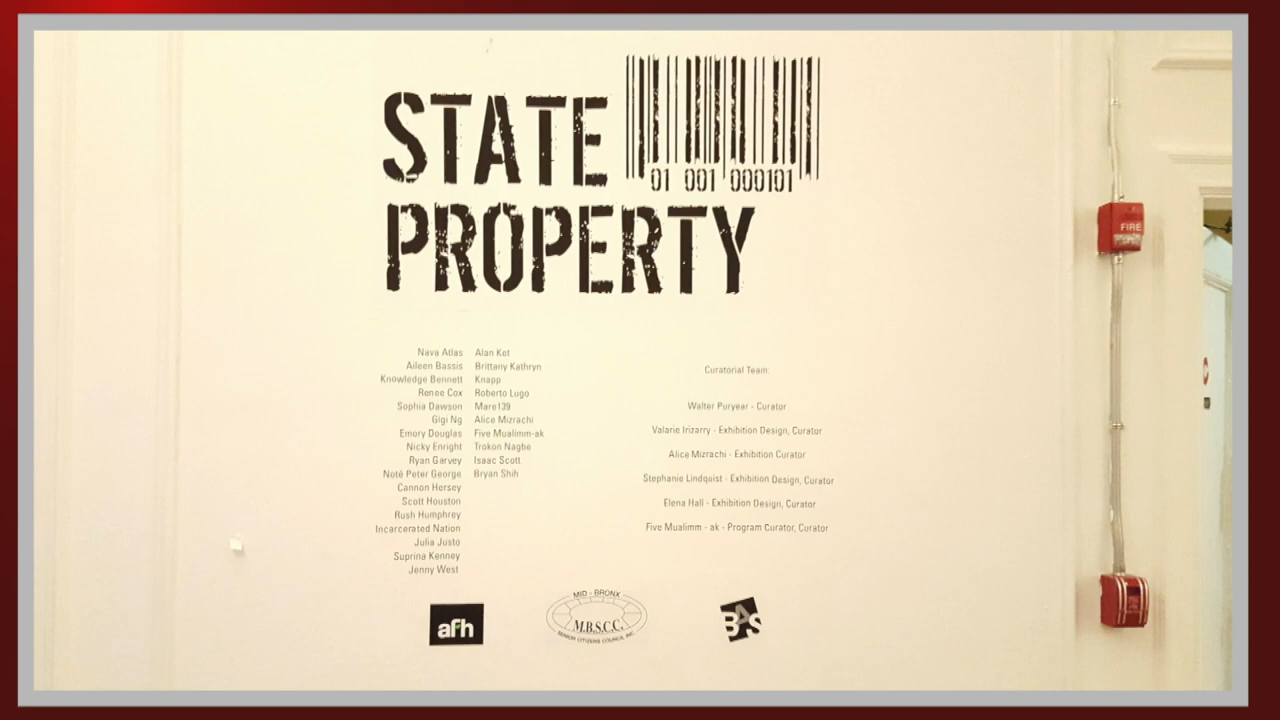 STATE
01 001 000101
PROPERTY
Nava Atlas
Aileen Bassis
Knowledge Bennett
Renee Cox
Sophia Dawson
Gigi Ng
Emory Douglas
Nicky Enright
Ryan Garvey
Noté Peter George
Cannon Hersey
Scott Houston
Rush Humphrey
Incarcerated Nation
Julia Justo
Suprina Kenney
Jenny West
Alan Ket
Brittany Kathryn
Knapp
Roberto Lugo
Mare139
Alice Mizrachi
Five Mualimm-ak
Trokon Nagbe
Isaac Scott
Bryan Shih
Curatorial Team:
Walter Puryear - Curator
Valarie Irizarry - Exhibition Design, Curator
Alice Mizrachi - Exhibition Curator
Stephanie Lindquist - Exhibition Design, Curator
Elena Hall - Exhibition Design, Curator
Five Mualimm - ak - Program Curator, Curator
afh
MID - BRONX
M.B.S.C.C.
SENIOR CITIZENS COUNCIL, INC.
BAS
FIRE